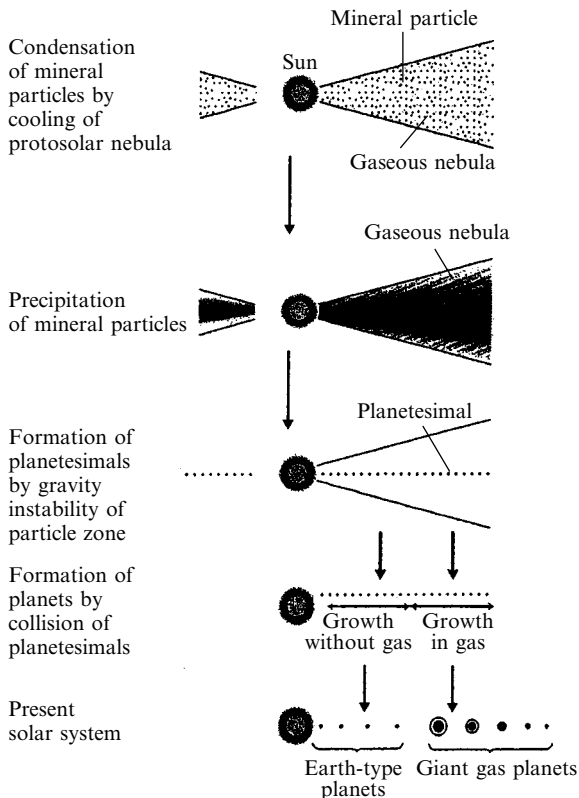 Condensation
of mineral
particles by
cooling of
protosolar nebula
Sun
Mineral particle
Gaseous nebula
Precipitation
of mineral particles
Gaseous nebula
Formation of
planetesimals
by gravity
instability of
particle zone
Planetesimal
Formation of
planets by
collision of
planetesimals
Growth
without gas
Growth
in gas
Present
solar system
Earth-type
planets
Giant gas planets